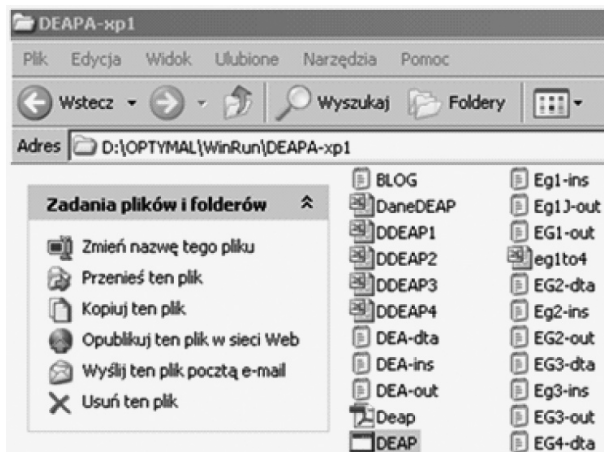 DEAPA-xp1
Plik Edycja Widok Ulubione Narzędzia Pomoc
Wstecz Wyszukaj Foldery
Adres D:\OPTYMAL\WinRun\DEAPA-xp1
Zadania plików i folderów
Zmień nazwę tego pliku
Przenieś ten plik
Kopiuj ten plik
Opublikuj ten plik w sieci Web
Wyślij ten plik pocztą e-mail
Usuń ten plik
BLOG
DaneDEAP
DDEAP1
DDEAP2
DDEAP3
DDEAP4
DEA-dta
DEA-ins
DEA-out
Deap
DEAP
Eg1-ins
Eg1J-out
EG1-out
eg1to4
EG2-dta
Eg2-ins
EG2-out
EG3-dta
Eg3-ins
EG3-out
EG4-dta